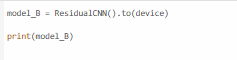 model_B = ResidualCNN().to(device)
print(model_B)